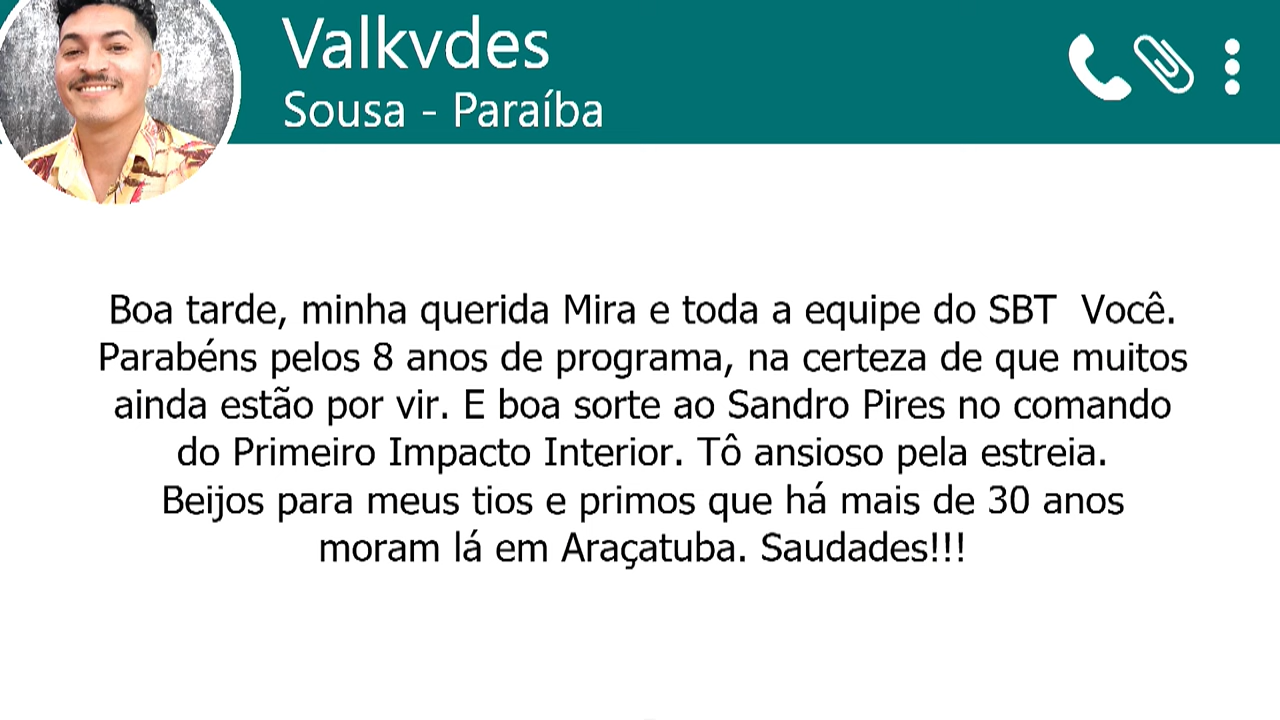 Valkvdes
Sousa - Paraíba
Boa tarde, minha querida Mira e toda a equipe do SBT  Você.
Parabéns pelos 8 anos de programa, na certeza de que muitos
ainda estão por vir. E boa sorte ao Sandro Pires no comando
do Primeiro Impacto Interior. Tô ansioso pela estreia.
Beijos para meus tios e primos que há mais de 30 anos
moram lá em Araçatuba. Saudades!!!